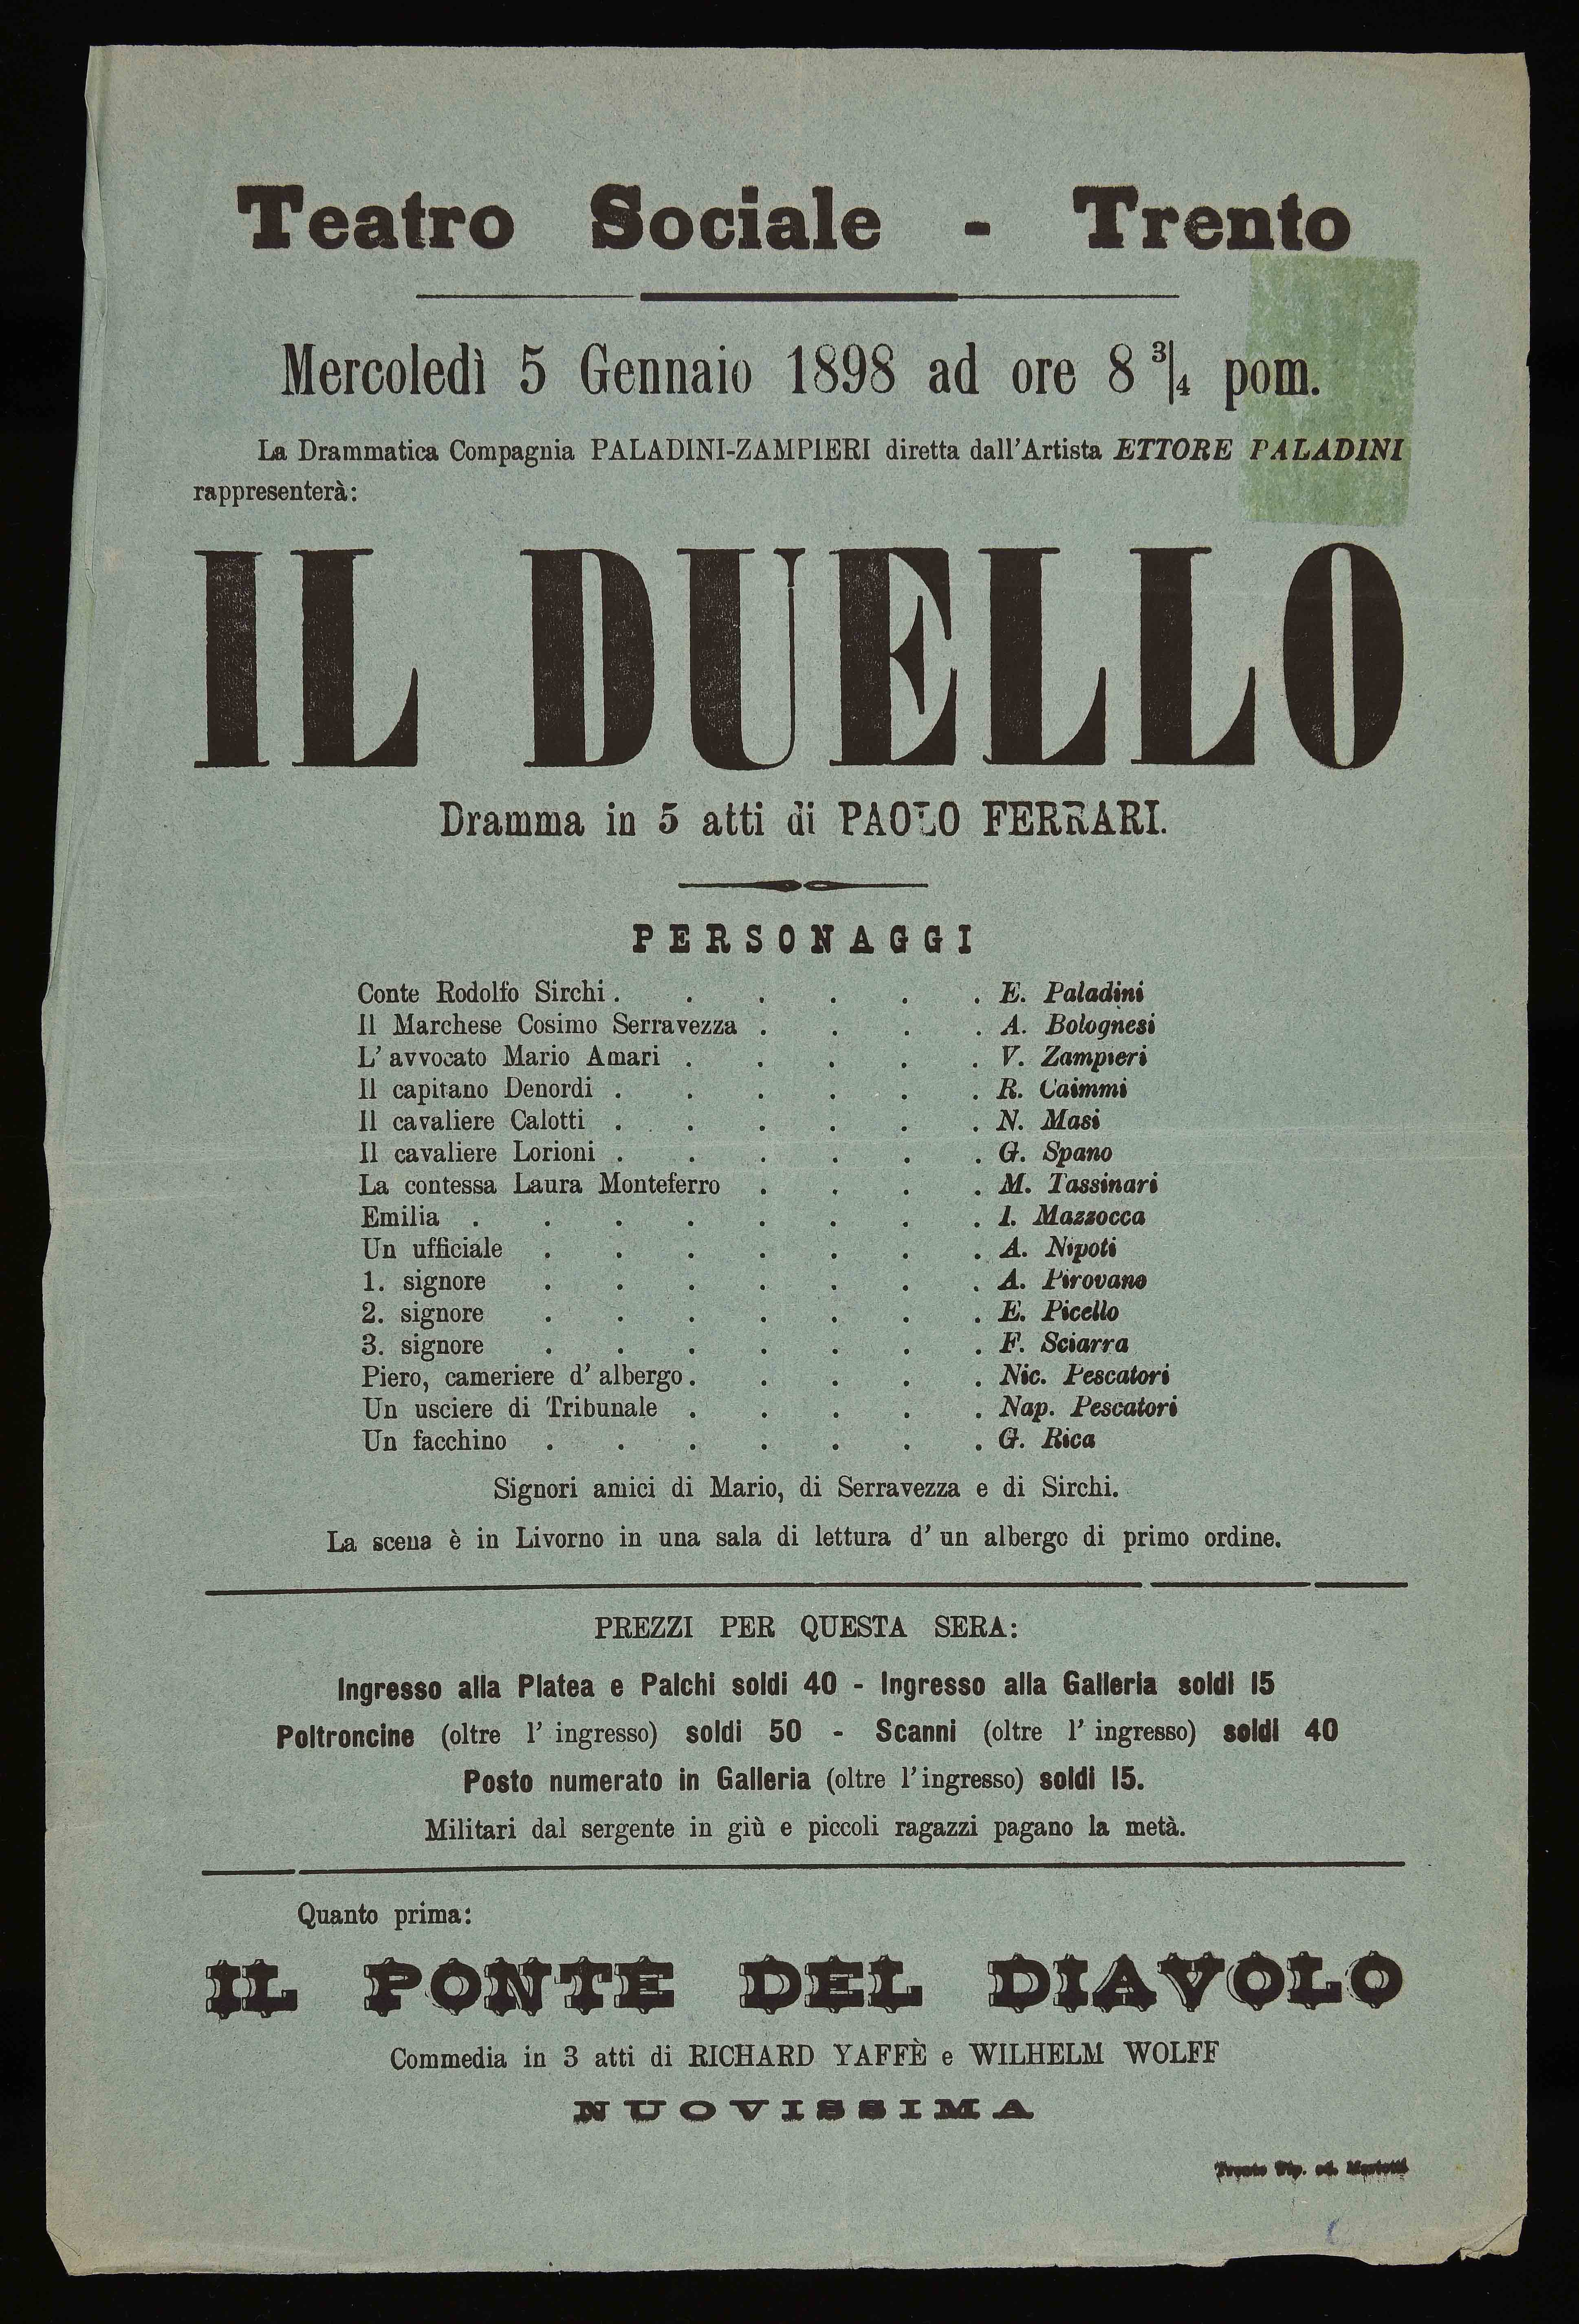 Teatro Sociale - Trento
Mercoledì 5 Gennaio 1898 ad ore 8 3/4 pom.
La Drammatica Compagnia PALADINI-ZAMPIERI diretta dall'Artista ETTORE PALADINI
rappresenterà:
IL DUELLO
Dramma in 5 atti di PAOLO FERRARI.
PERSONAGGI
Conte Rodolfo Sirchi . . . . . . E. Paladini
Il Marchese Cosimo Serravezza . . . . A. Bolognesi
L'avvocato Mario Amari . . . . . V. Zampieri
Il capitano Denordi . . . . . . R. Caimmi
Il cavaliere Calotti . . . . . . N. Masi
Il cavaliere Lorioni . . . . . . G. Spano
La contessa Laura Monteferro . . . . M. Tassinari
Emilia . . . . . . . . I. Mazzocca
Un ufficiale . . . . . . . A. Nipoti
1. signore . . . . . . . A. Pirovano
2. signore . . . . . . . E. Picello
3. signore . . . . . . . F. Sciarra
Piero, cameriere d'albergo . . . . . Nic. Pescatori
Un usciere di Tribunale . . . . . Nap. Pescatori
Un facchino . . . . . . . G. Rica
Signori amici di Mario, di Serravezza e di Sirchi.
La scena è in Livorno in una sala di lettura d'un albergo di primo ordine.
PREZZI PER QUESTA SERA:
Ingresso alla Platea e Palchi soldi 40 - Ingresso alla Galleria soldi 15
Poltroncine (oltre l'ingresso) soldi 50 - Scanni (oltre l'ingresso) soldi 40
Posto numerato in Galleria (oltre l'ingresso) soldi 15.
Militari dal sergente in giù e piccoli ragazzi pagano la metà.
Quanto prima:
IL PONTE DEL DIAVOLO
Commedia in 3 atti di RICHARD YAFFÈ e WILHELM WOLFF
NUOVISSIMA
Trento Tip. ed.